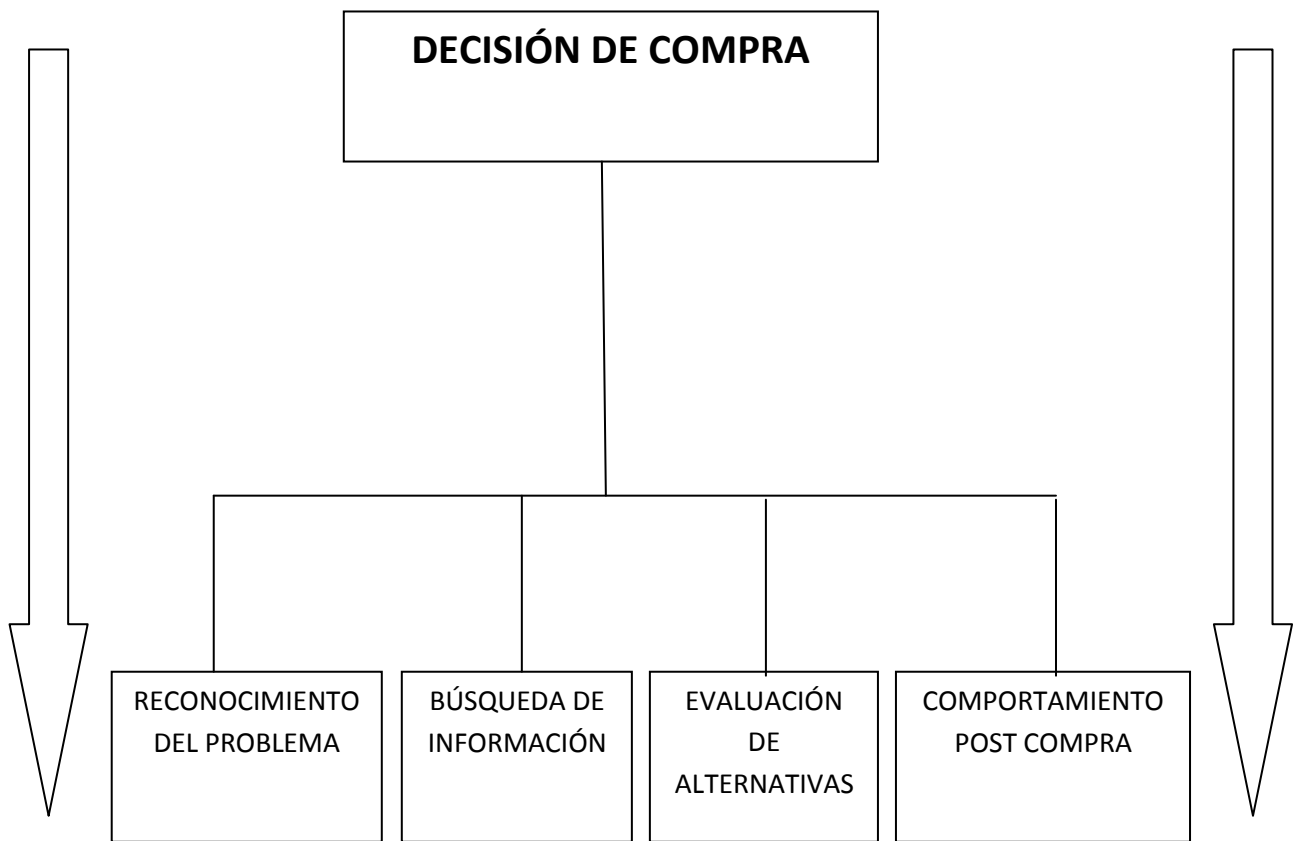 DECISIÓN DE COMPRA
RECONOCIMIENTO
DEL PROBLEMA
BÚSQUEDA DE
INFORMACIÓN
EVALUACIÓN
DE
ALTERNATIVAS
COMPORTAMIENTO
POST COMPRA